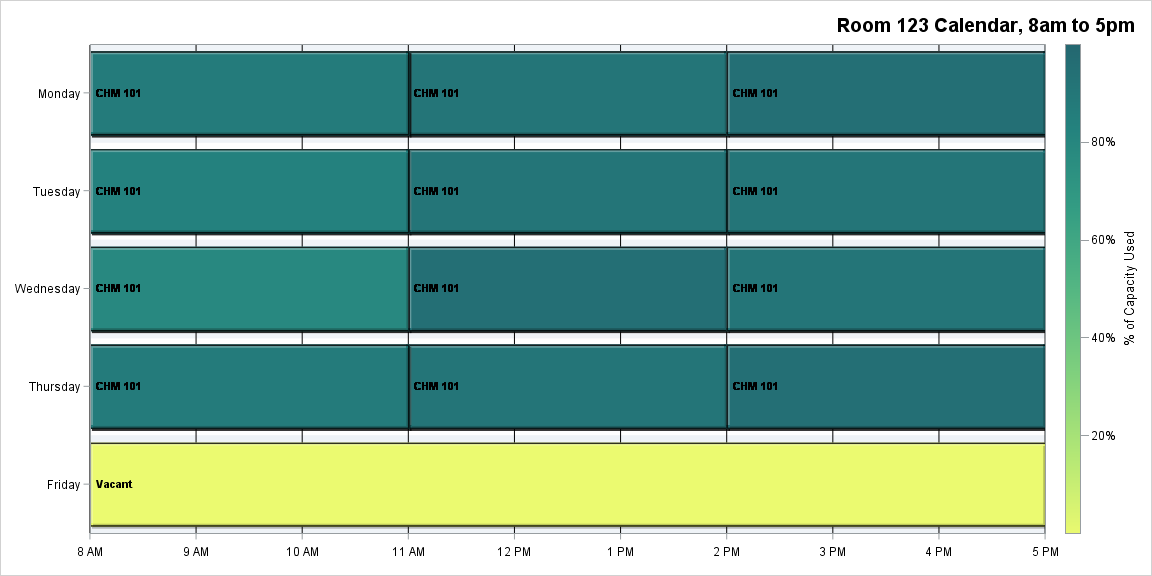 Room 123 Calendar, 8am to 5pm
Monday
CHM 101
CHM 101
CHM 101
Tuesday
CHM 101
CHM 101
CHM 101
Wednesday
CHM 101
CHM 101
CHM 101
Thursday
CHM 101
CHM 101
CHM 101
Friday
Vacant
8 AM
9 AM
10 AM
11 AM
12 PM
1 PM
2 PM
3 PM
4 PM
5 PM
80%
60%
40%
20%
% of Capacity Used